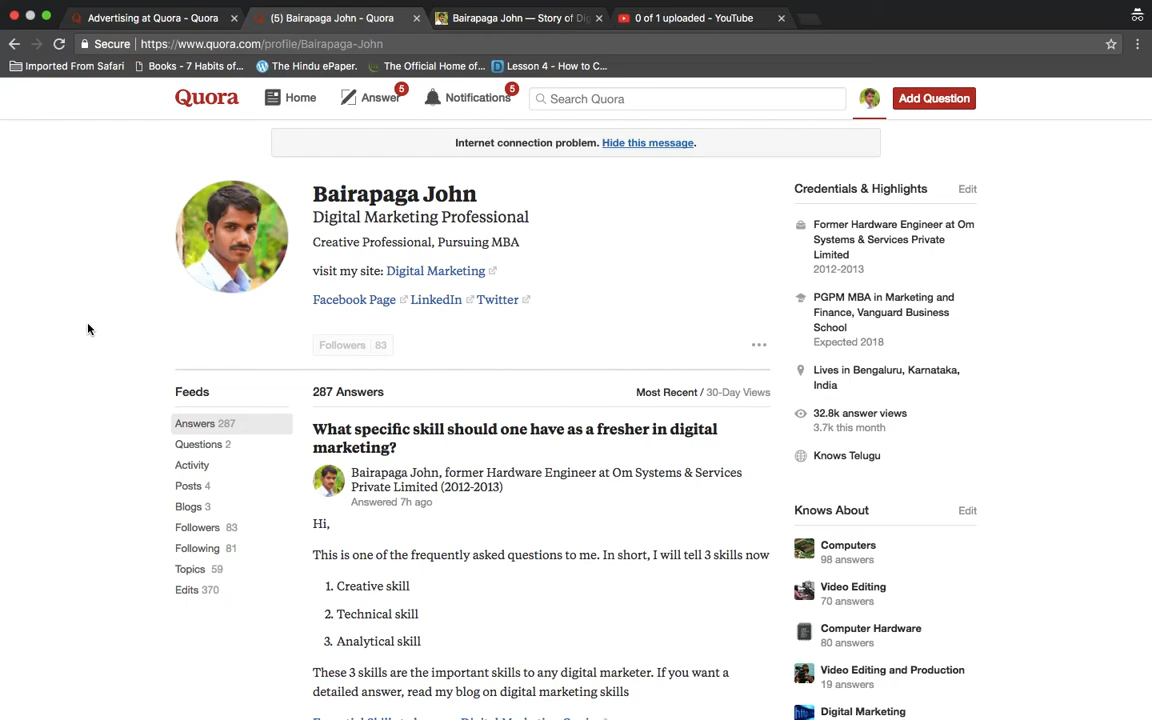 Advertising at Quora - Quora
(5) Bairapaga John - Quora
Bairapaga John — Story of Dig
0 of 1 uploaded - YouTube
Secure https://www.quora.com/profile/Bairapaga-John
Imported From Safari
Books - 7 Habits of...
The Hindu ePaper.
The Official Home of...
Lesson 4 - How to C...
Quora
Home
Answer 5
Notifications 5
Search Quora
Add Question
Internet connection problem. Hide this message.
Bairapaga John
Digital Marketing Professional
Creative Professional, Pursuing MBA
visit my site: Digital Marketing
Facebook Page LinkedIn Twitter
Followers 83
Feeds
Answers 287
Questions 2
Activity
Posts 4
Blogs 3
Followers 83
Following 81
Topics 59
Edits 370
287 Answers
Most Recent / 30-Day Views
What specific skill should one have as a fresher in digital
marketing?
Bairapaga John, former Hardware Engineer at Om Systems & Services
Private Limited (2012-2013)
Answered 7h ago
Hi,
This is one of the frequently asked questions to me. In short, I will tell 3 skills now
1. Creative skill
2. Technical skill
3. Analytical skill
These 3 skills are the important skills to any digital marketer. If you want a
detailed answer, read my blog on digital marketing skills
Credentials & Highlights
Edit
Former Hardware Engineer at Om
Systems & Services Private
Limited
2012-2013
PGPM MBA in Marketing and
Finance, Vanguard Business
School
Expected 2018
Lives in Bengaluru, Karnataka,
India
32.8k answer views
3.7k this month
Knows Telugu
Knows About
Edit
Computers
98 answers
Video Editing
70 answers
Computer Hardware
80 answers
Video Editing and Production
19 answers
Digital Marketing